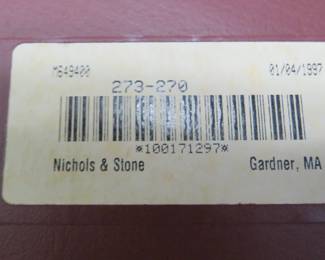 M649400 01/04/1997
273-270
*100171297*
Nichols & Stone Gardner, MA